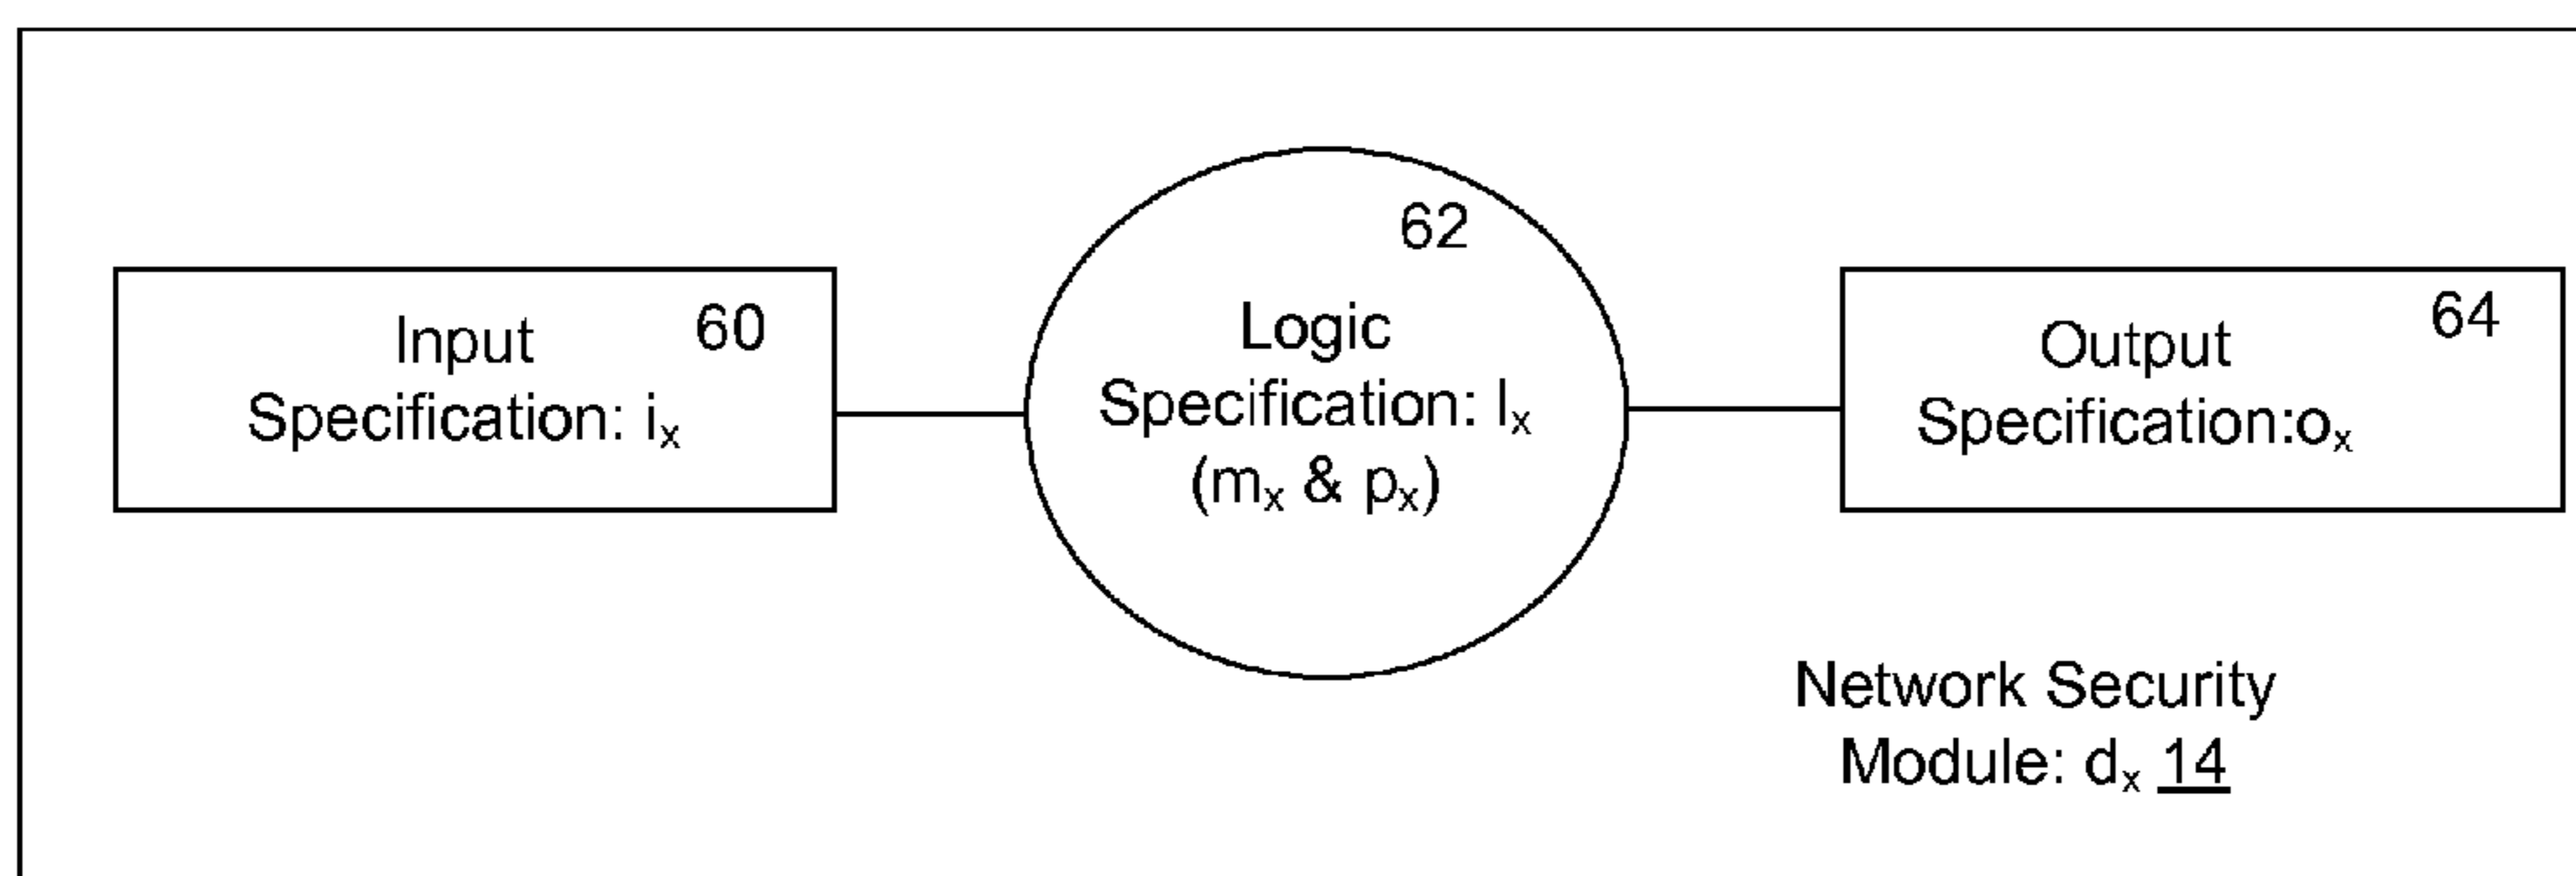 60
Input
Specification: iₓ
62
Logic
Specification: lₓ
(mₓ & pₓ)
64
Output
Specification:oₓ
Network Security
Module: dₓ 14